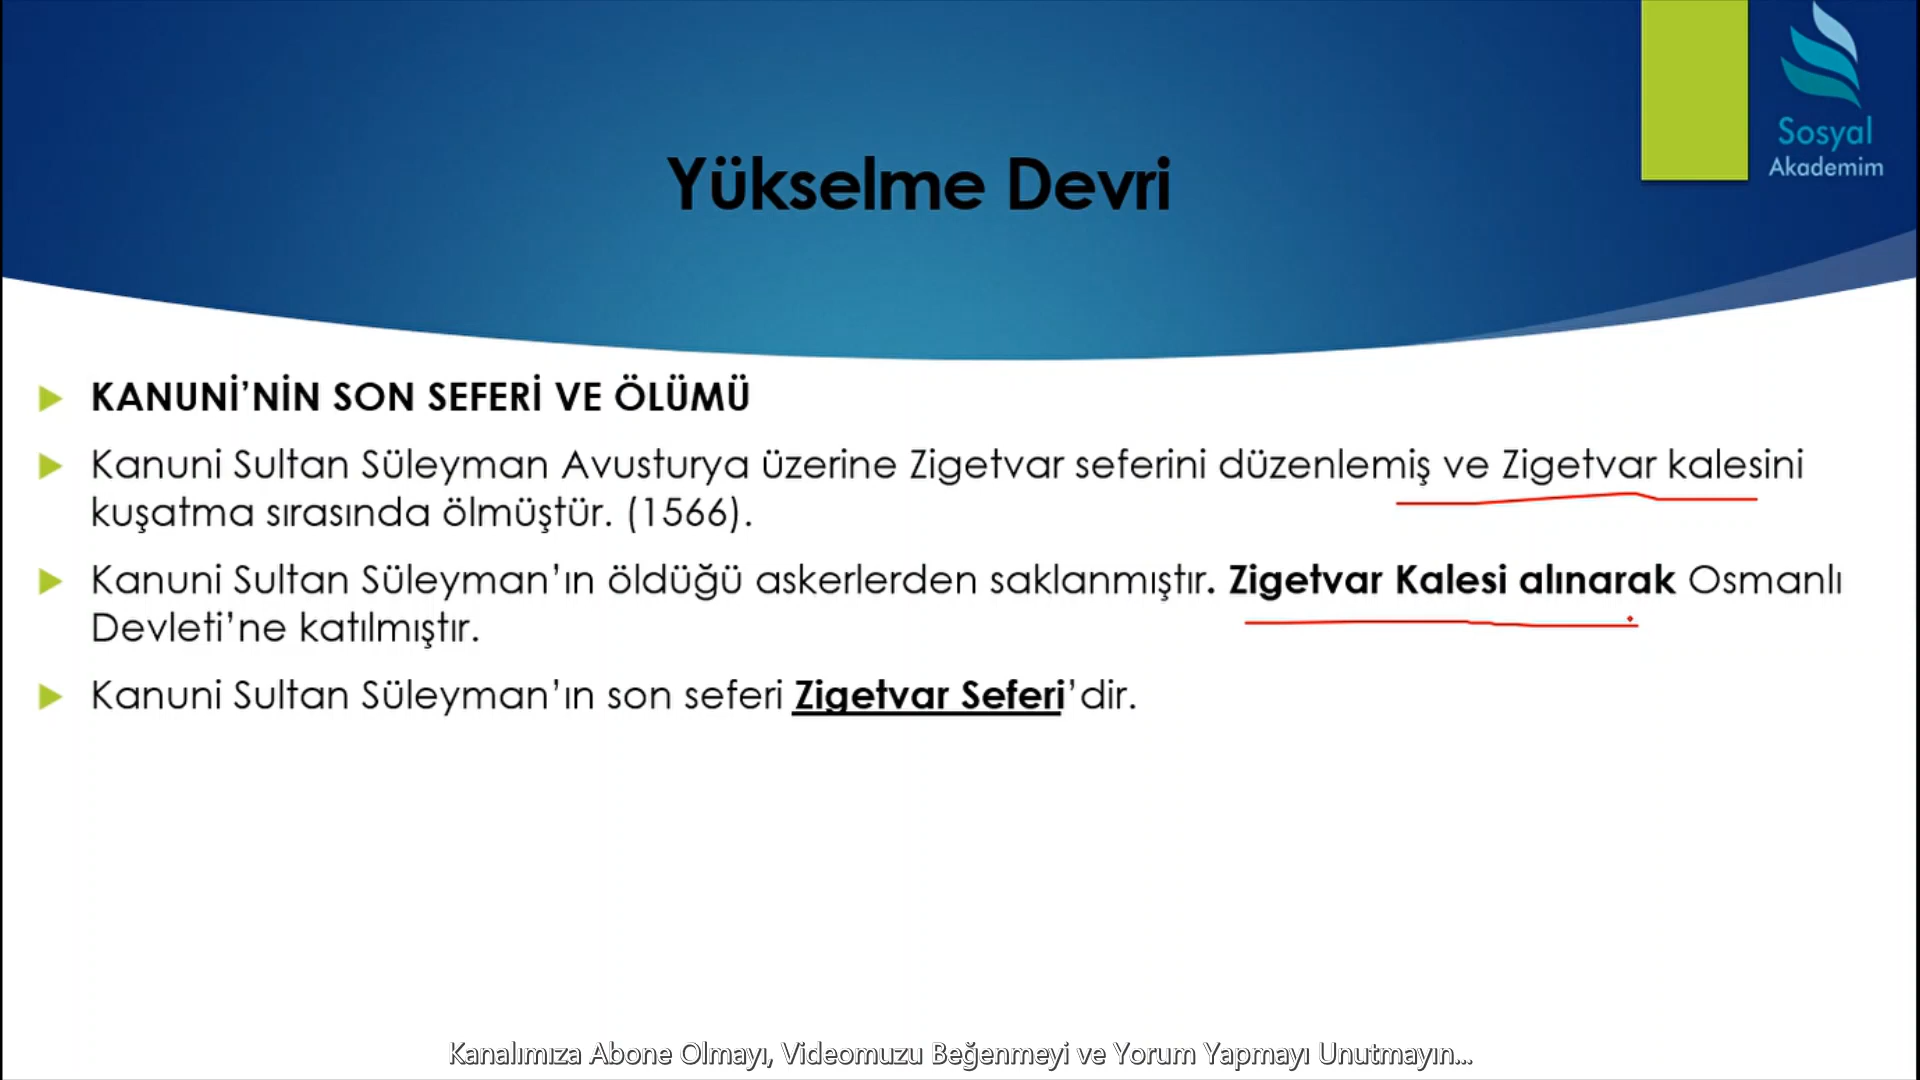 Sosyal
Akademim
Yükselme Devri
KANUNİ’NİN SON SEFERİ VE ÖLÜMÜ
Kanuni Sultan Süleyman Avusturya üzerine Zigetvar seferini düzenlemiş ve Zigetvar kalesini
kuşatma sırasında ölmüştür. (1566).
Kanuni Sultan Süleyman’ın öldüğü askerlerden saklanmıştır. Zigetvar Kalesi alınarak Osmanlı
Devleti’ne katılmıştır.
Kanuni Sultan Süleyman’ın son seferi Zigetvar Seferi’dir.
Kanalımıza Abone Olmayı, Videomuzu Beğenmeyi ve Yorum Yapmayı Unutmayın...